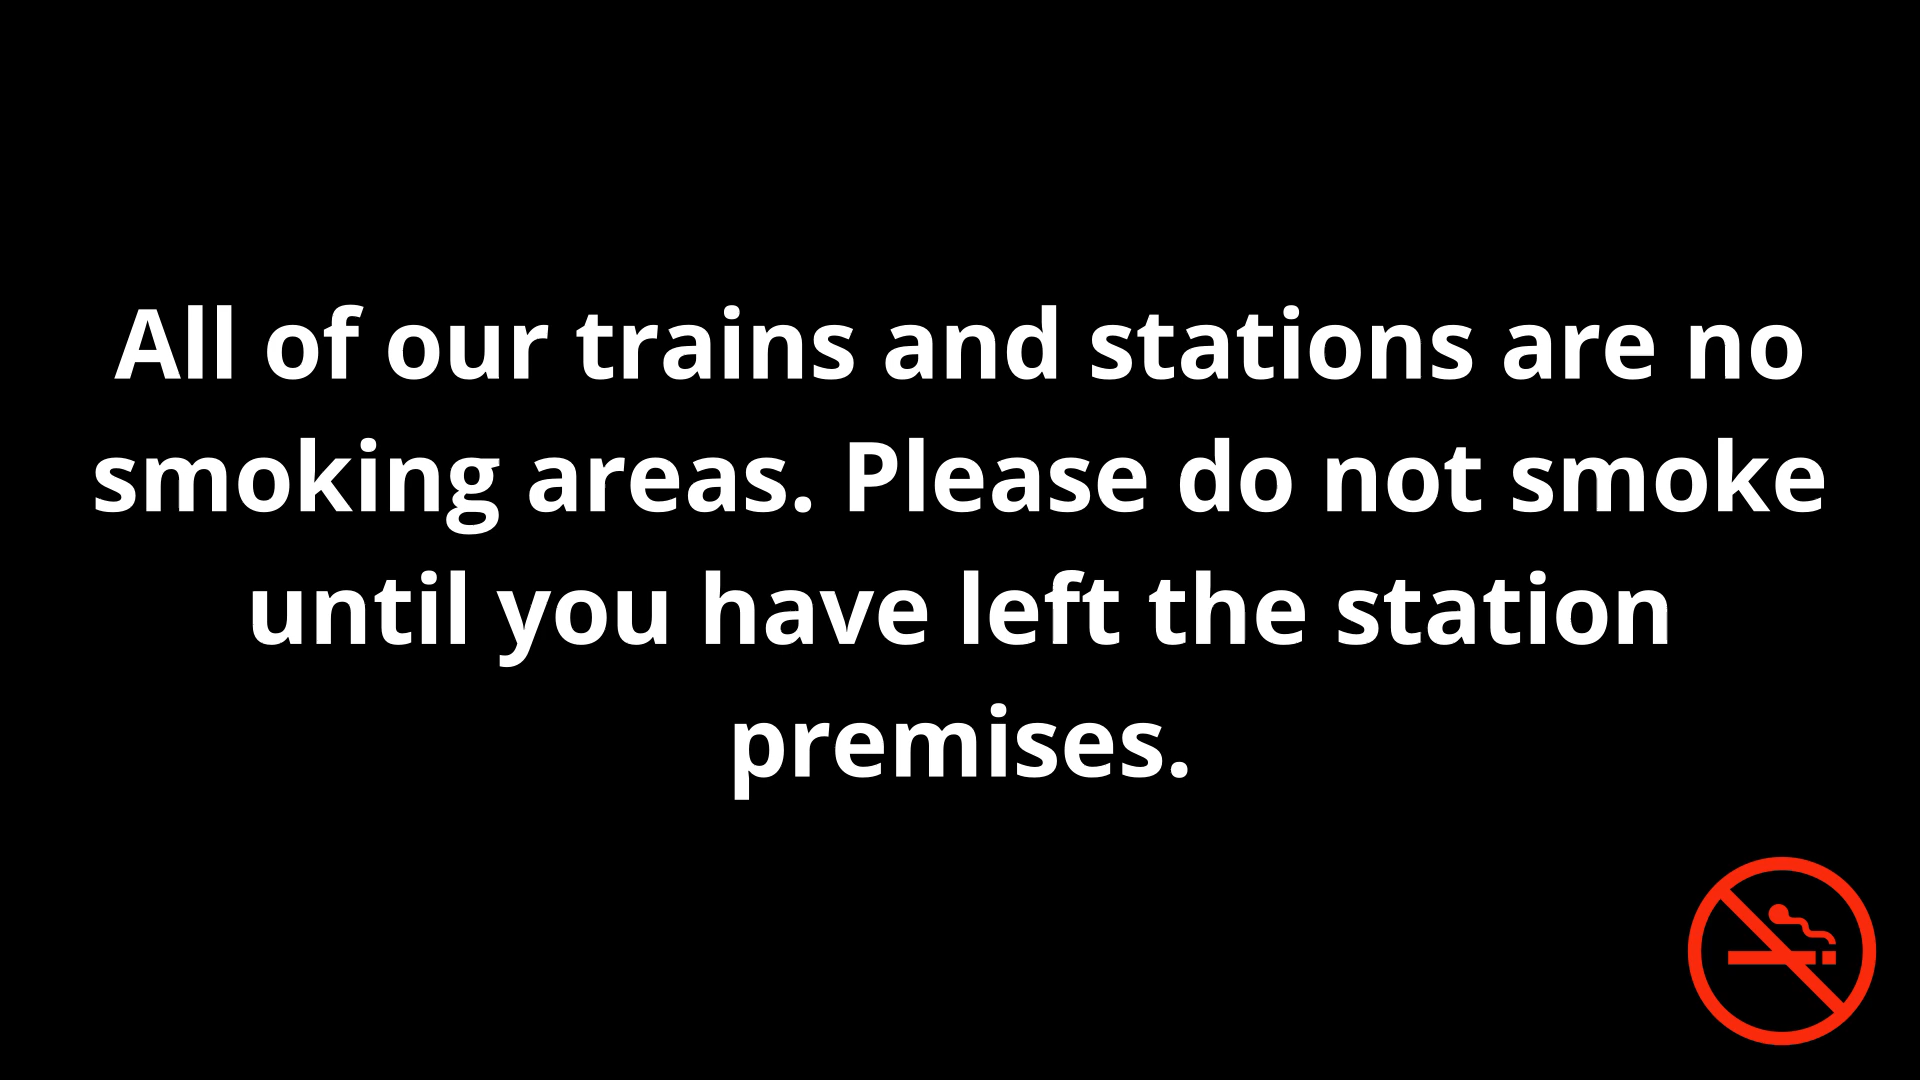 All of our trains and stations are no
smoking areas. Please do not smoke
until you have left the station
premises.